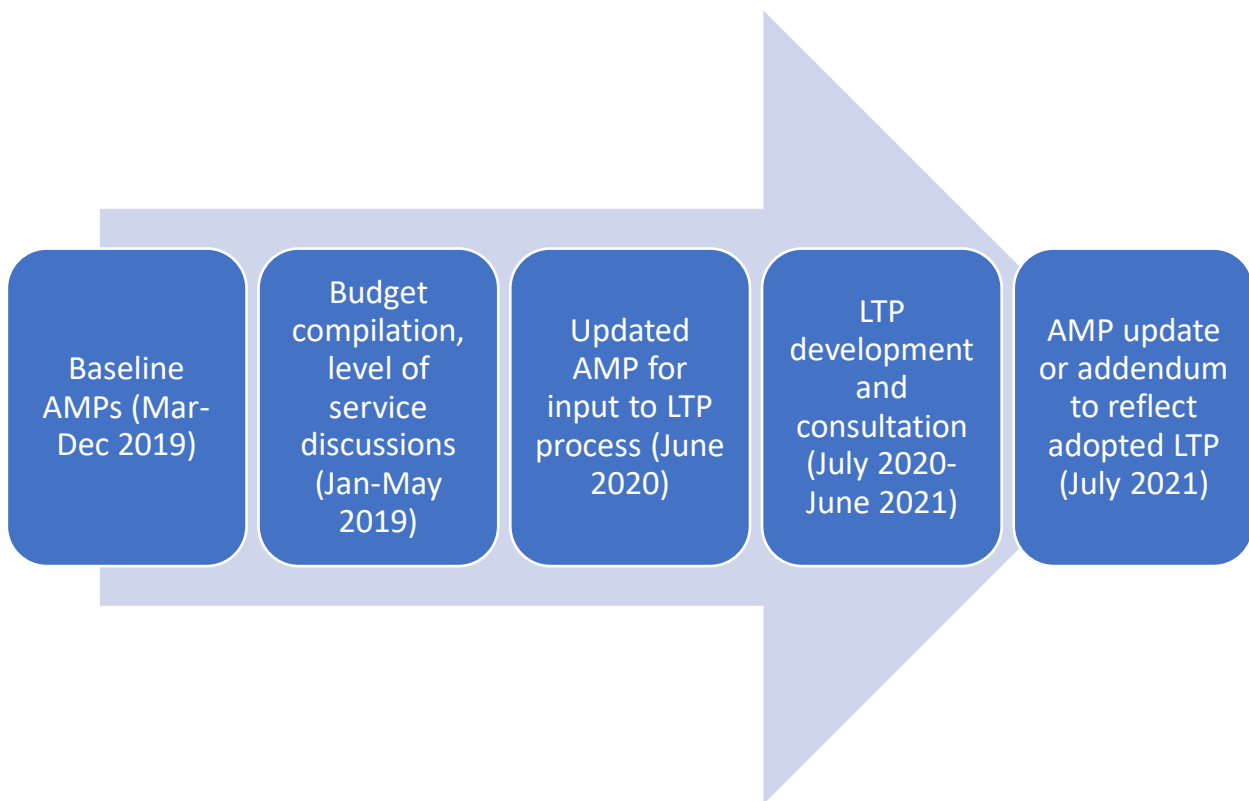 Baseline
AMPs (Mar-
Dec 2019)
Budget
compilation,
level of
service
discussions
(Jan-May
2019)
Updated
AMP for
input to LTP
process (June
2020)
LTP
development
and
consultation
(July 2020-
June 2021)
AMP update
or addendum
to reflect
adopted LTP
(July 2021)